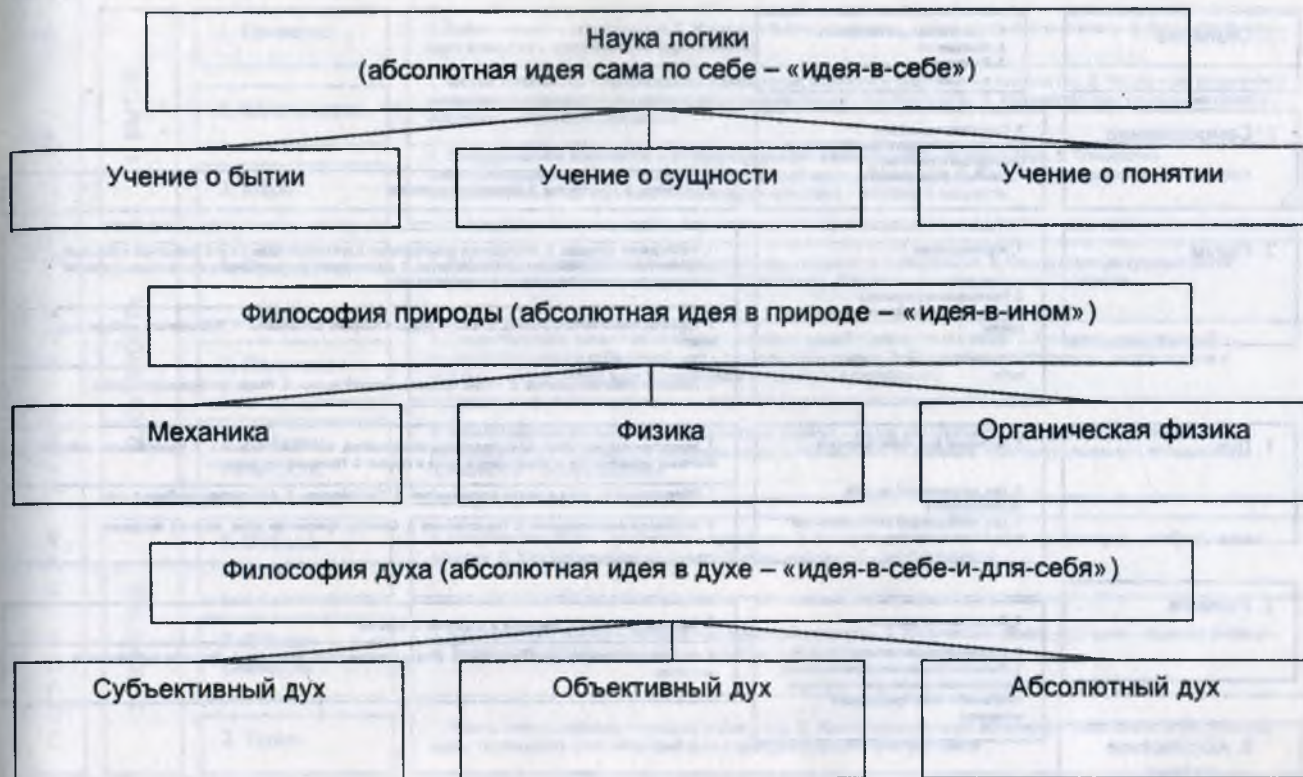 Наука логики
(абсолютная идея сама по себе – «идея-в-себе»)
Учение о бытии
Учение о сущности
Учение о понятии
Философия природы (абсолютная идея в природе – «идея-в-ином»)
Механика
Физика
Органическая физика
Философия духа (абсолютная идея в духе – «идея-в-себе-и-для-себя»)
Субъективный дух
Объективный дух
Абсолютный дух